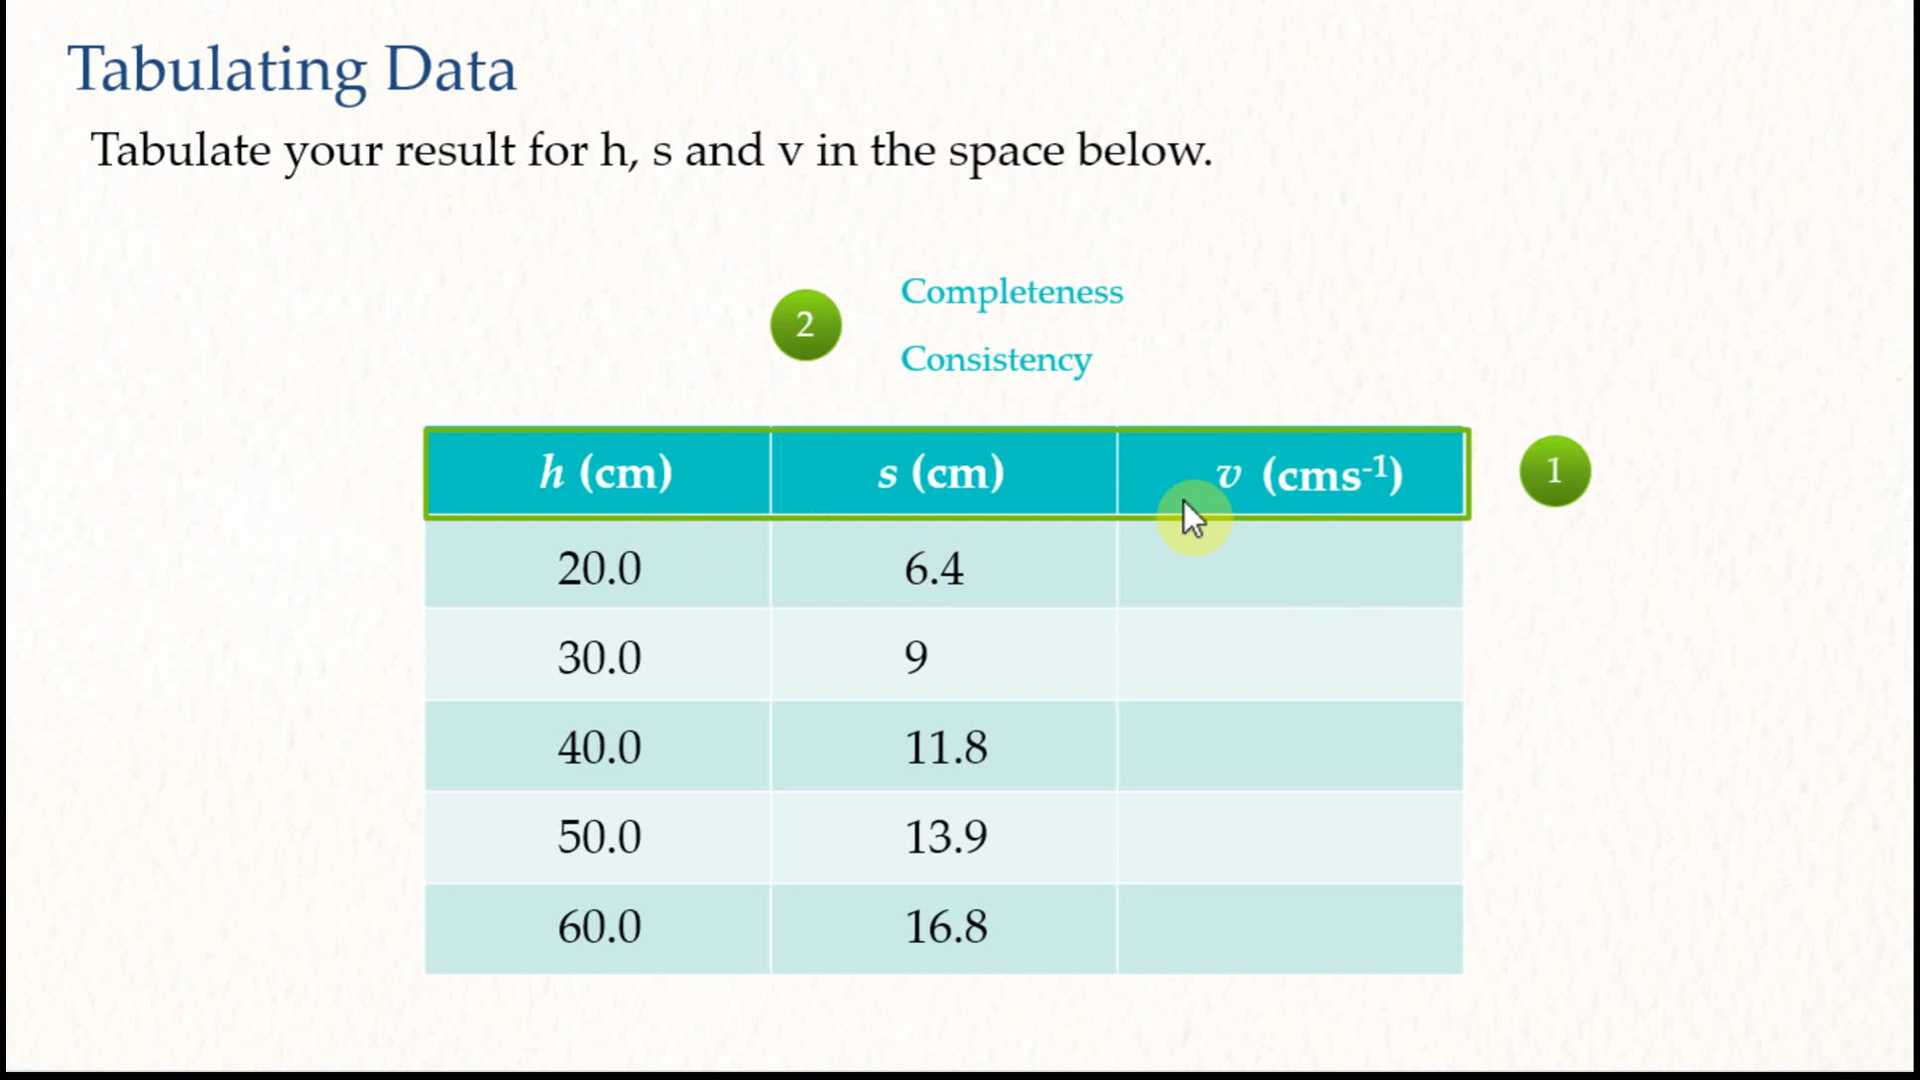 Tabulating Data
Tabulate your result for h, s and v in the space below.
2
Completeness
Consistency
h (cm) s (cm) v (cms⁻¹)
1
20.0 6.4
30.0 9
40.0 11.8
50.0 13.9
60.0 16.8